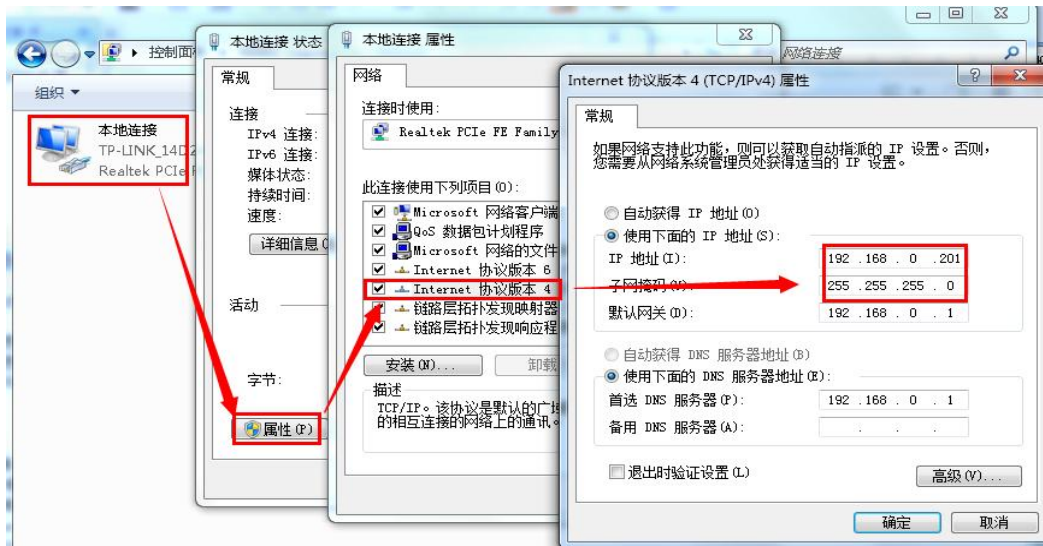 控制面
网络连接
组织
本地连接
TP-LINK_14D2
Realtek PCIe F
本地连接 状态
常规
连接
IPv4 连接:
IPv6 连接:
媒体状态:
持续时间:
速度:
详细信息(
活动
字节:
属性(P)
本地连接 属性
网络
连接时使用:
Realtek PCIe FE Family
此连接使用下列项目(O):
Microsoft 网络客户端
QoS 数据包计划程序
Microsoft 网络的文件
Internet 协议版本 6
Internet 协议版本 4
链路层拓扑发现映射器
链路层拓扑发现响应程
安装(N)...
卸载
描述
TCP/IP。该协议是默认的广域
的相互连接的网络上的通讯。
Internet 协议版本 4 (TCP/IPv4) 属性
常规
如果网络支持此功能，则可以获取自动指派的 IP 设置。否则，
您需要从网络系统管理员处获得适当的 IP 设置。
自动获得 IP 地址(O)
使用下面的 IP 地址(S):
IP 地址(I): 192 .168 . 0 .201
子网掩码(U): 255 .255 .255 . 0
默认网关(D): 192 .168 . 0 . 1
自动获得 DNS 服务器地址(B)
使用下面的 DNS 服务器地址(E):
首选 DNS 服务器(P): 192 .168 . 0 . 1
备用 DNS 服务器(A): . . .
退出时验证设置(L)
高级(V)...
确定
取消